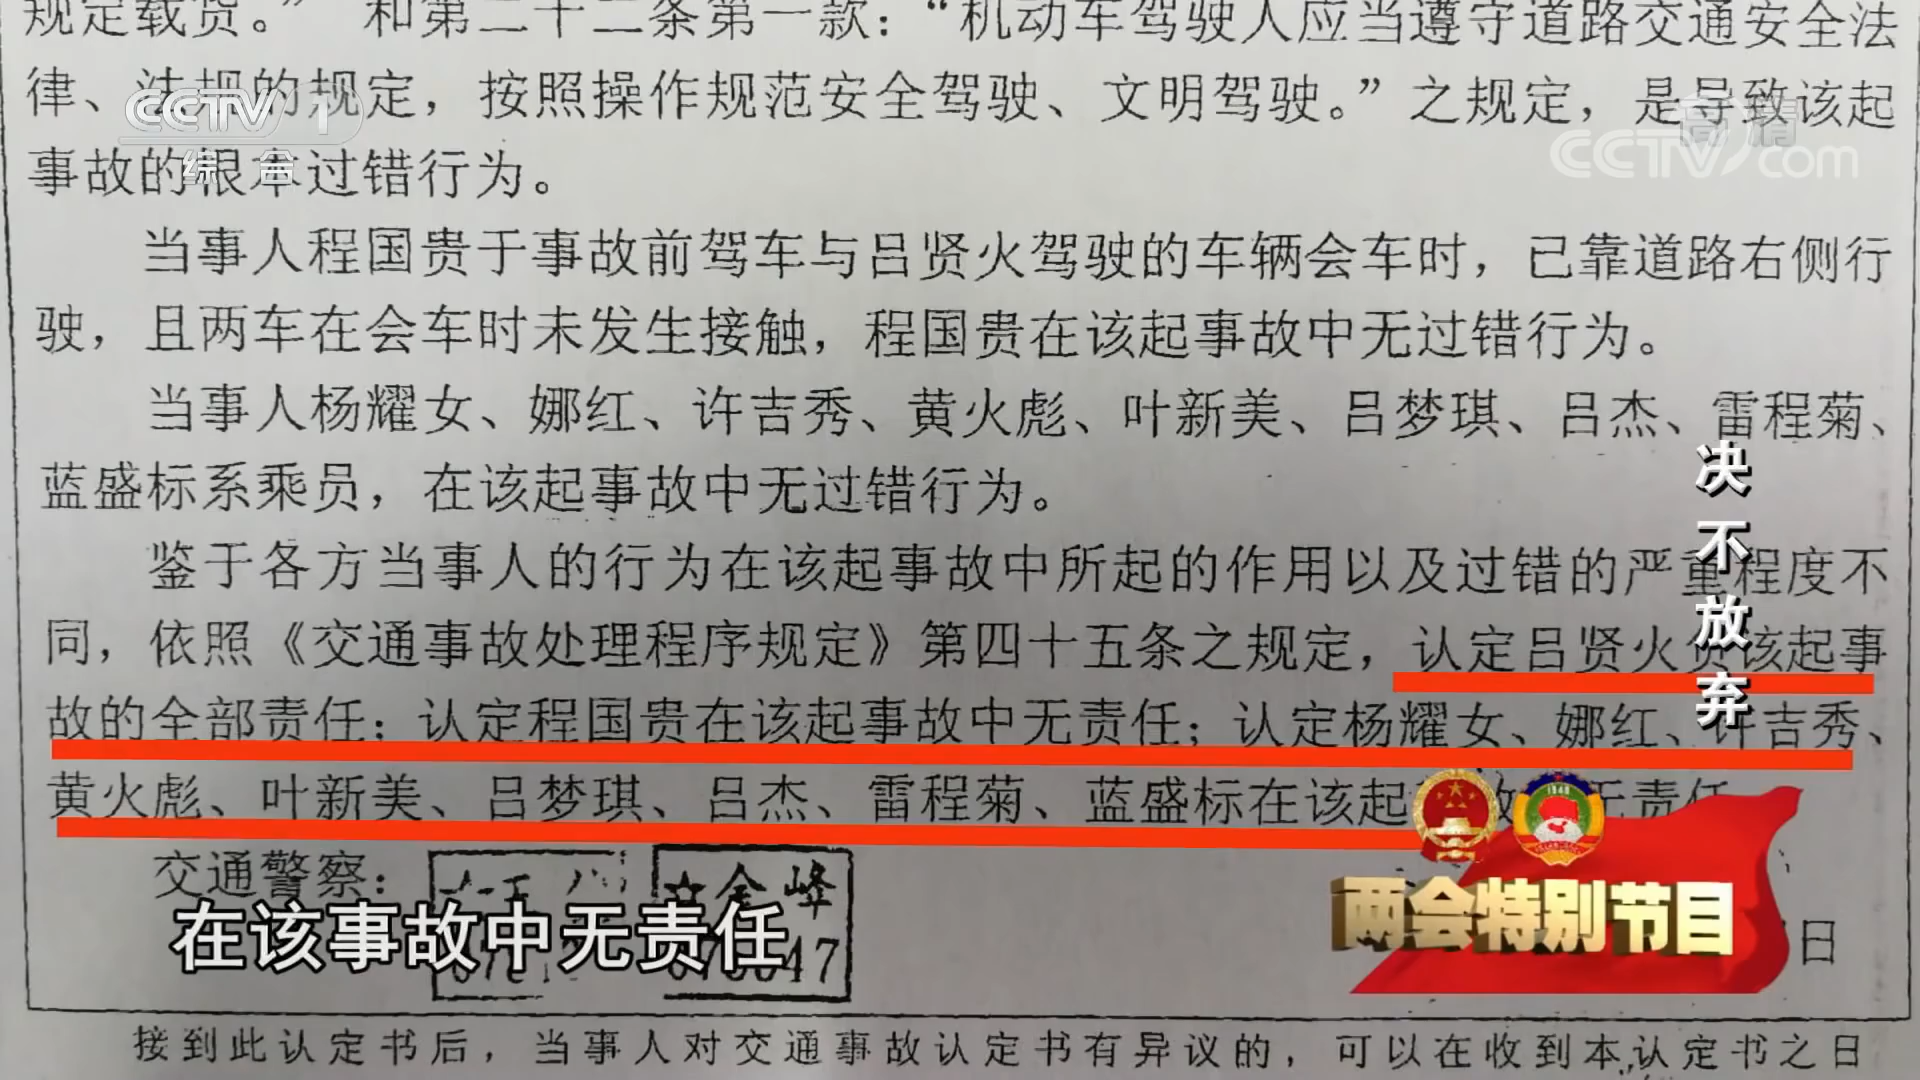 规定载货。” 和第二十二条第一款：“机动车驾驶人应当遵守道路交通安全法
律、法规的规定，按照操作规范安全驾驶、文明驾驶。”之规定，是导致该起
事故的根本过错行为。
当事人程国贵于事故前驾车与吕贤火驾驶的车辆会车时，已靠道路右侧行
驶，且两车在会车时未发生接触，程国贵在该起事故中无过错行为。
当事人杨耀女、娜红、许吉秀、黄火彪、叶新美、吕梦琪、吕杰、雷程菊、
蓝盛标系乘员，在该起事故中无过错行为。
鉴于各方当事人的行为在该起事故中所起的作用以及过错的严重程度不
同，依照《交通事故处理程序规定》第四十五条之规定，认定吕贤火负该起事
故的全部责任；认定程国贵在该起事故中无责任；认定杨耀女、娜红、许吉秀、
黄火彪、叶新美、吕梦琪、吕杰、雷程菊、蓝盛标在该起 故 无责任
交通警察：
金峰
47
日
接到此认定书后，当事人对交通事故认定书有异议的，可以在收到本认定书之日
CCTV 1
综合
高清
CCTV.com
决不放弃
1949
两会特别节目
在该事故中无责任